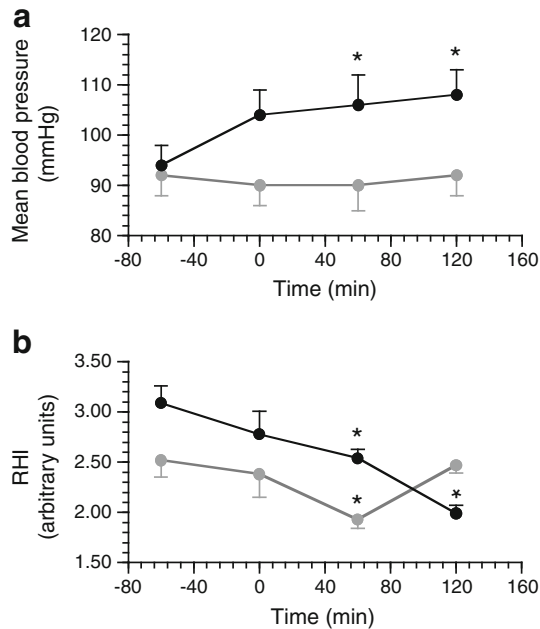 a
120
110
100
90
80
Mean blood pressure
(mmHg)
* *
-80 -40 0 40 80 120 160
Time (min)
b
3.50
3.00
2.50
2.00
1.50
RHI
(arbitrary units)
*
* *
-80 -40 0 40 80 120 160
Time (min)